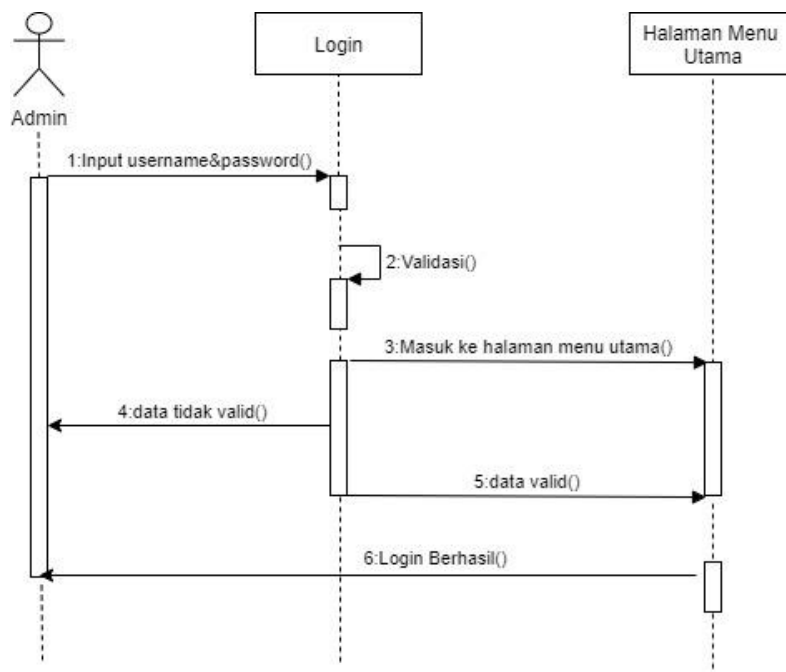 Login
Halaman Menu
Utama
Admin
1:Input username&password()
2:Validasi()
3:Masuk ke halaman menu utama()
4:data tidak valid()
5:data valid()
6:Login Berhasil()